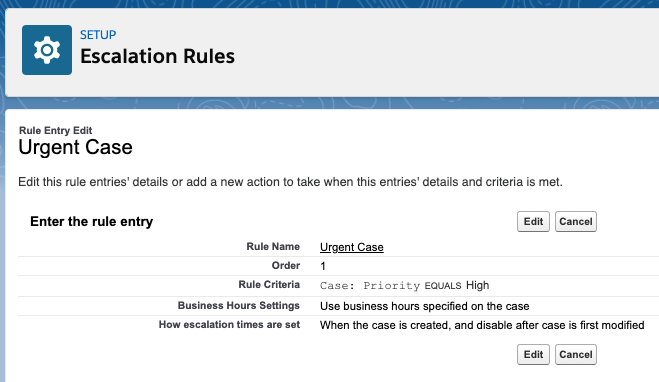 SETUP
Escalation Rules
Rule Entry Edit
Urgent Case
Edit this rule entries' details or add a new action to take when this entries' details and criteria is met.
Enter the rule entry Edit Cancel
Rule Name Urgent Case
Order 1
Rule Criteria Case: Priority EQUALS High
Business Hours Settings Use business hours specified on the case
How escalation times are set When the case is created, and disable after case is first modified
Edit Cancel